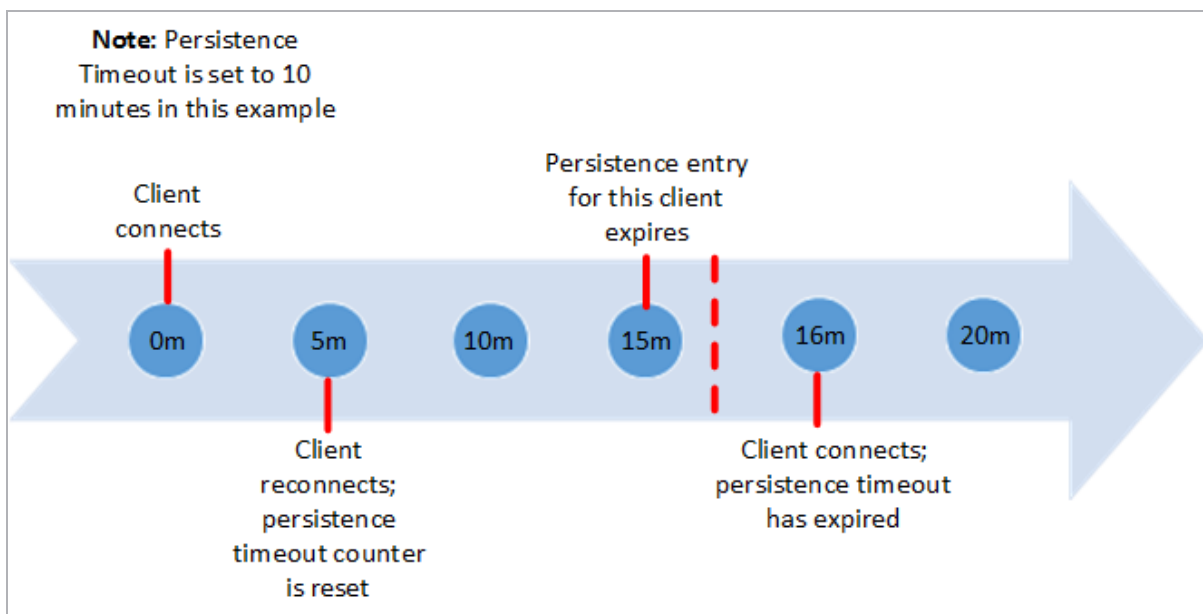 Note: Persistence
Timeout is set to 10
minutes in this example
Client
connects
Persistence entry
for this client
expires
0m
5m
10m
15m
16m
20m
Client
reconnects;
persistence
timeout counter
is reset
Client connects;
persistence timeout
has expired